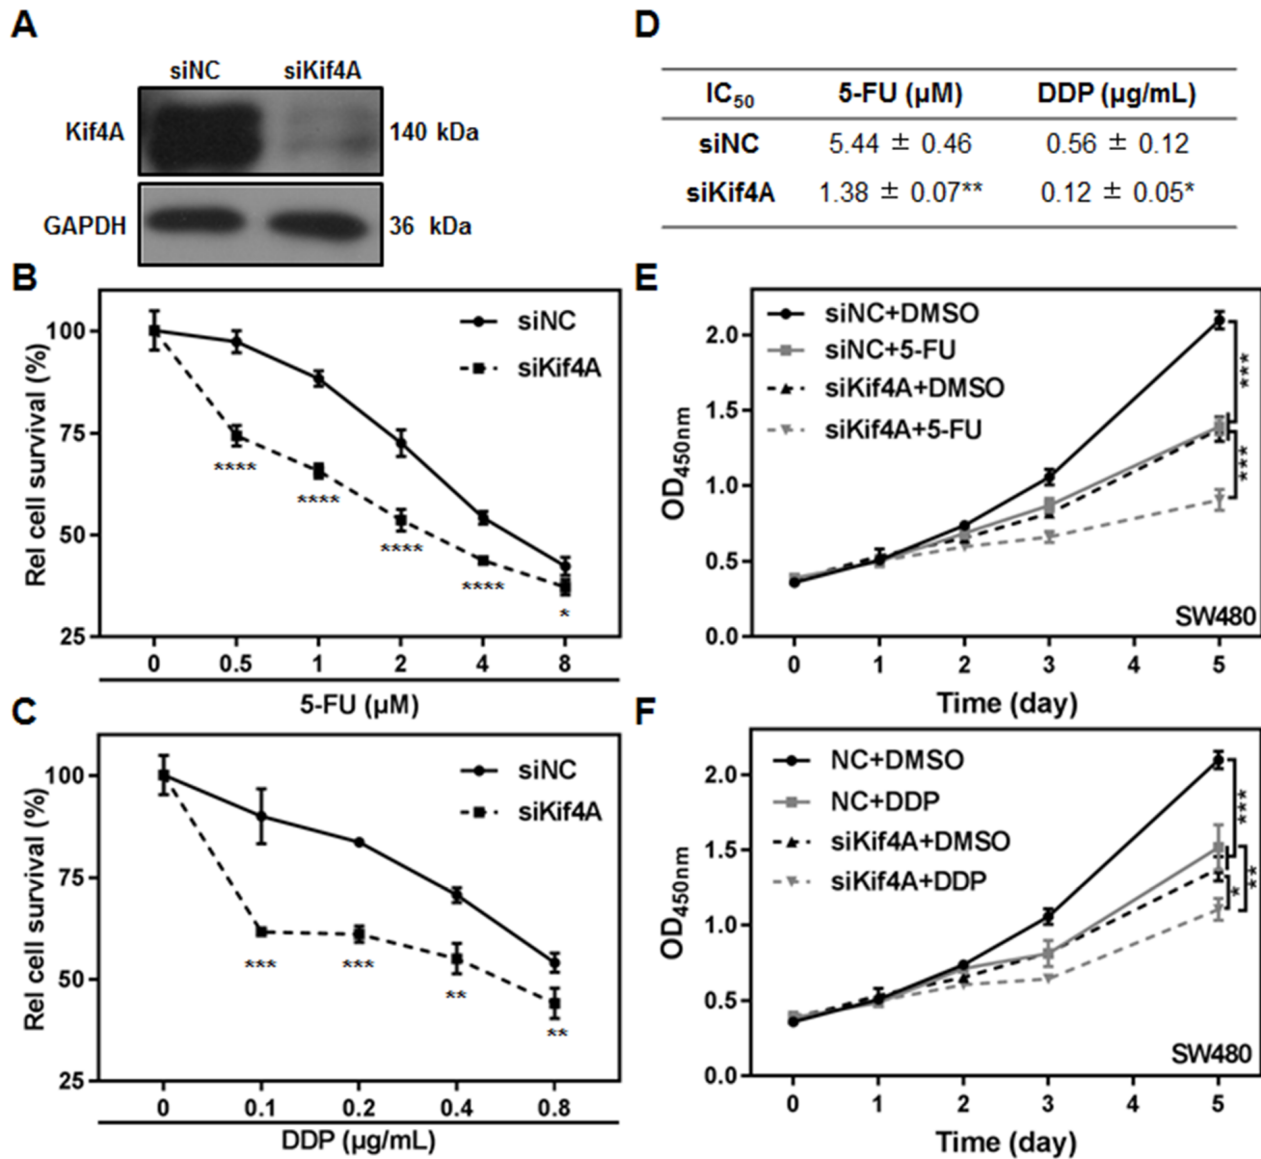 A
siNC siKif4A
Kif4A 140 kDa
GAPDH 36 kDa
D
IC50 5-FU (µM) DDP (µg/mL)
siNC 5.44 ± 0.46 0.56 ± 0.12
siKif4A 1.38 ± 0.07** 0.12 ± 0.05*
B
Rel cell survival (%)
100
75
50
25
siNC
siKif4A
****
****
****
****
*
0 0.5 1 2 4 8
5-FU (µM)
C
Rel cell survival (%)
100
75
50
25
siNC
siKif4A
***
***
**
**
0 0.1 0.2 0.4 0.8
DDP (µg/mL)
E
OD450nm
2.0
1.5
1.0
0.5
0.0
siNC+DMSO
siNC+5-FU
siKif4A+DMSO
siKif4A+5-FU
***
***
SW480
0 1 2 3 4 5
Time (day)
F
OD450nm
2.0
1.5
1.0
0.5
0.0
NC+DMSO
NC+DDP
siKif4A+DMSO
siKif4A+DDP
***
**
*
SW480
0 1 2 3 4 5
Time (day)